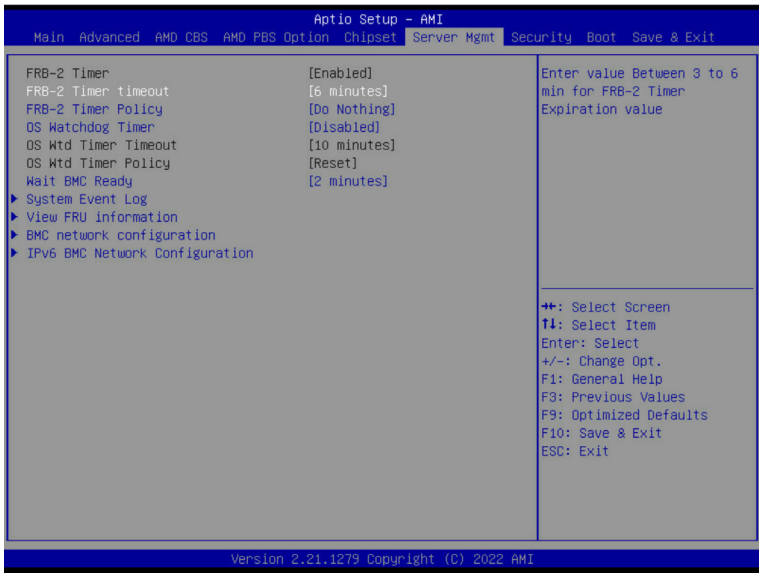 Aptio Setup – AMI
Main Advanced AMD CBS AMD PBS Option Chipset Server Mgmt Security Boot Save & Exit
FRB-2 Timer [Enabled]
FRB-2 Timer timeout [6 minutes]
FRB-2 Timer Policy [Do Nothing]
OS Watchdog Timer [Disabled]
OS Wtd Timer Timeout [10 minutes]
OS Wtd Timer Policy [Reset]
Wait BMC Ready [2 minutes]
System Event Log
View FRU information
BMC network configuration
IPv6 BMC Network Configuration
Enter value Between 3 to 6
min for FRB-2 Timer
Expiration value
→←: Select Screen
↑↓: Select Item
Enter: Select
+/-: Change Opt.
F1: General Help
F3: Previous Values
F9: Optimized Defaults
F10: Save & Exit
ESC: Exit
Version 2.21.1279 Copyright (C) 2022 AMI